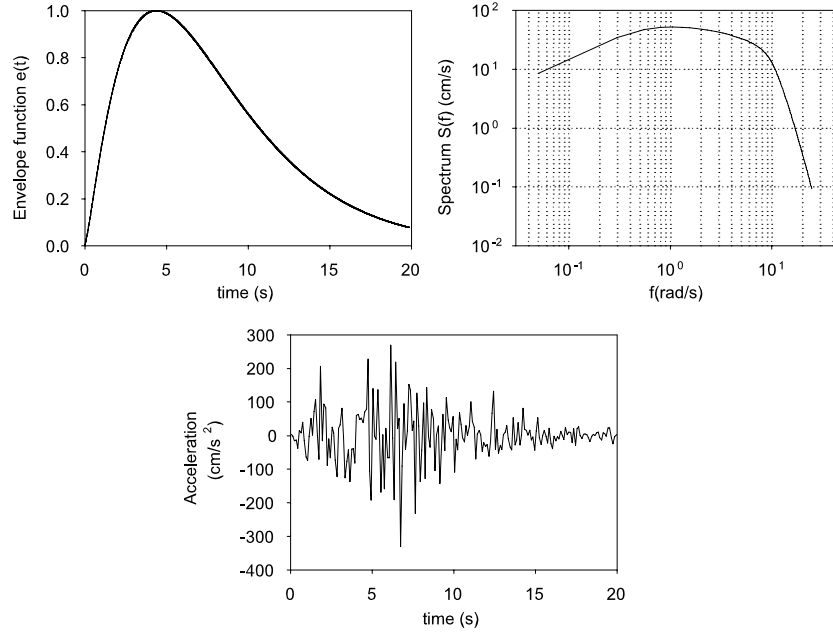 Envelope function e(t)
1.0
0.8
0.6
0.4
0.2
0.0
0 5 10 15 20
time (s)
Spectrum S(f) (cm/s)
10^2
10^1
10^0
10^-1
10^-2
10^-1 10^0 10^1
f(rad/s)
Acceleration
(cm/s^2)
300
200
100
0
-100
-200
-300
-400
0 5 10 15 20
time (s)